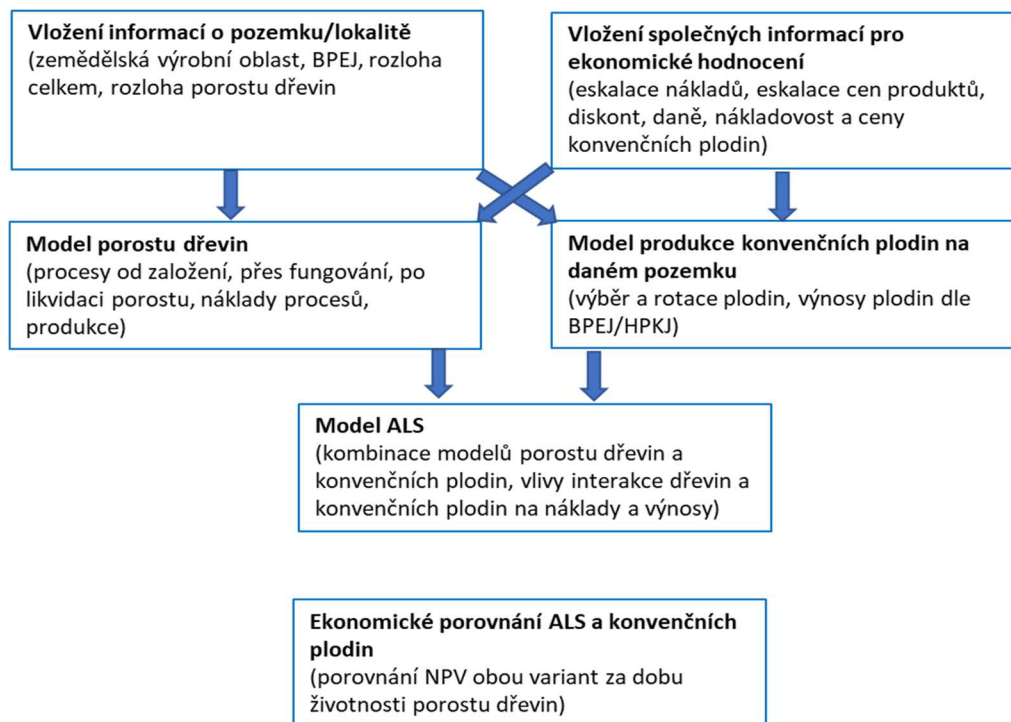 Vložení informací o pozemku/lokalitě
(zemědělská výrobní oblast, BPEJ, rozloha
celkem, rozloha porostu dřevin
Vložení společných informací pro
ekonomické hodnocení
(eskalace nákladů, eskalace cen produktů,
diskont, daně, nákladovost a ceny
konvenčních plodin)
Model porostu dřevin
(procesy od založení, přes fungování, po
likvidaci porostu, náklady procesů,
produkce)
Model produkce konvenčních plodin na
daném pozemku
(výběr a rotace plodin, výnosy plodin dle
BPEJ/HPKJ)
Model ALS
(kombinace modelů porostu dřevin a
konvenčních plodin, vlivy interakce dřevin a
konvenčních plodin na náklady a výnosy)
Ekonomické porovnání ALS a konvenčních
plodin
(porovnání NPV obou variant za dobu
životnosti porostu dřevin)